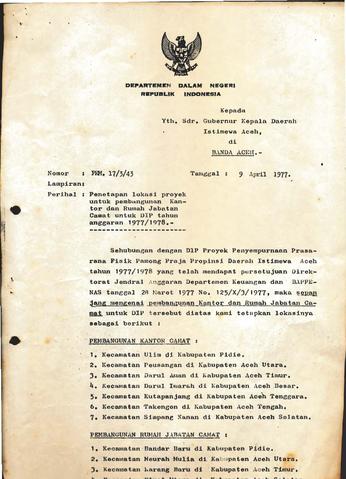 DEPARTEMEN DALAM NEGERI
REPUBLIK INDONESIA
Kepada
Yth. Sdr. Gubernur Kepala Daerah
Istimewa Aceh,
di
BANDA ACEH.-
Nomor : PEM. 17/3/43 Tanggal : 9 April 1977.
Lampiran:
Perihal : Penetapan lokasi proyek
untuk pembangunan Kan-
tor dan Rumah Jabatan
Camat untuk DIP tahun
anggaran 1977/1978.-
Sehubungan dengan DIP Proyek Penyempurnaan Prasa-
rana Fisik Pamong Praja Propinsi Daerah Istimewa Aceh
tahun 1977/1978 yang telah mendapat persetujuan Direk-
torat Jendral Anggaran Departemen Keuangan dan BAPPE-
NAS tanggal 28 Maret 1977 No. 125/X/3/1977, maka sepan
jang mengenai pembangunan Kantor dan Rumah Jabatan Ca-
mat untuk DIP tersebut diatas kami tetapkan lokasinya
sebagai berikut :
PEMBANGUNAN KANTOR CAMAT :
1. Kecamatan Ulim di Kabupaten Pidie.
2. Kecamatan Peusangan di Kabupaten Aceh Utara.
3. Kecamatan Darul Aman di Kabupaten Aceh Timur.
4. Kecamatan Durul Imarah di Kabupaten Aceh Besar.
5. Kecamatan Kutapanjang di Kabupaten Aceh Tenggara.
6. Kecamatan Takengon di Kabupaten Aceh Tengah.
7. Kecamatan Simpang Kanan di Kabupaten Aceh Selatan.
PEMBANGUNAN RUMAH JABATAN CAMAT :
1. Kecamatan Bandar Baru di Kabupaten Pidie.
2. Kecamatan Meurah Mulia di Kabupaten Aceh Utara.
3. Kecamatan Karang Baru di Kabupaten Aceh Timur.